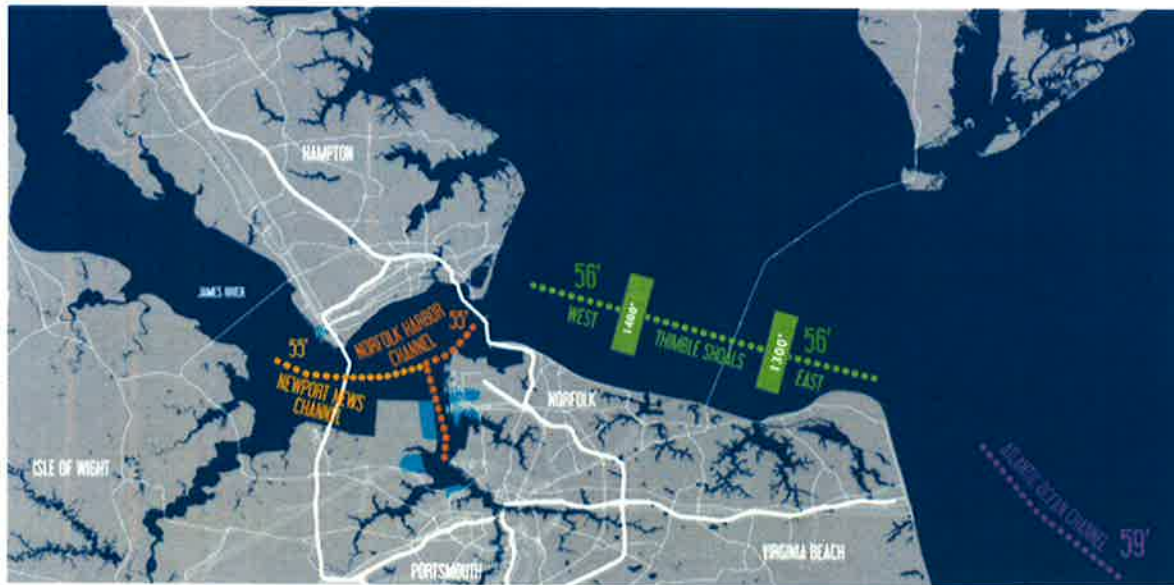 HAMPTON
JAMES RIVER
56'
WEST
1400'
THIMBLE SHOALS
1300'
56'
EAST
55'
NORFOLK HARBOR
CHANNEL
55'
NEWPORT NEWS
CHANNEL
NORFOLK
ISLE OF WIGHT
ATLANTIC OCEAN CHANNEL
59'
VIRGINIA BEACH
PORTSMOUTH